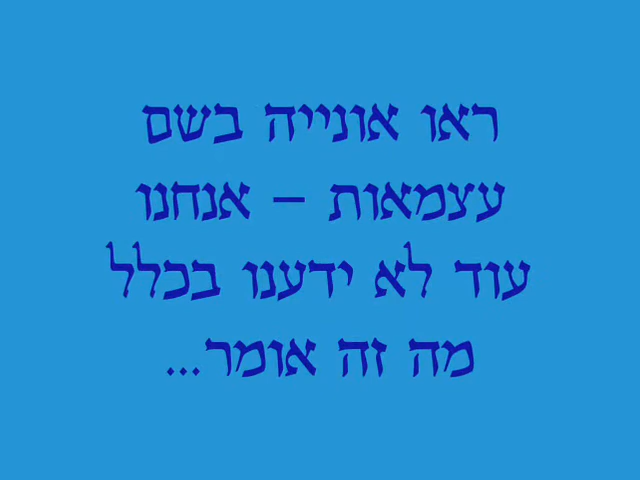 ראו אונייה בשם
עצמאות – אנחנו
עוד לא ידענו בכלל
מה זה אומר...